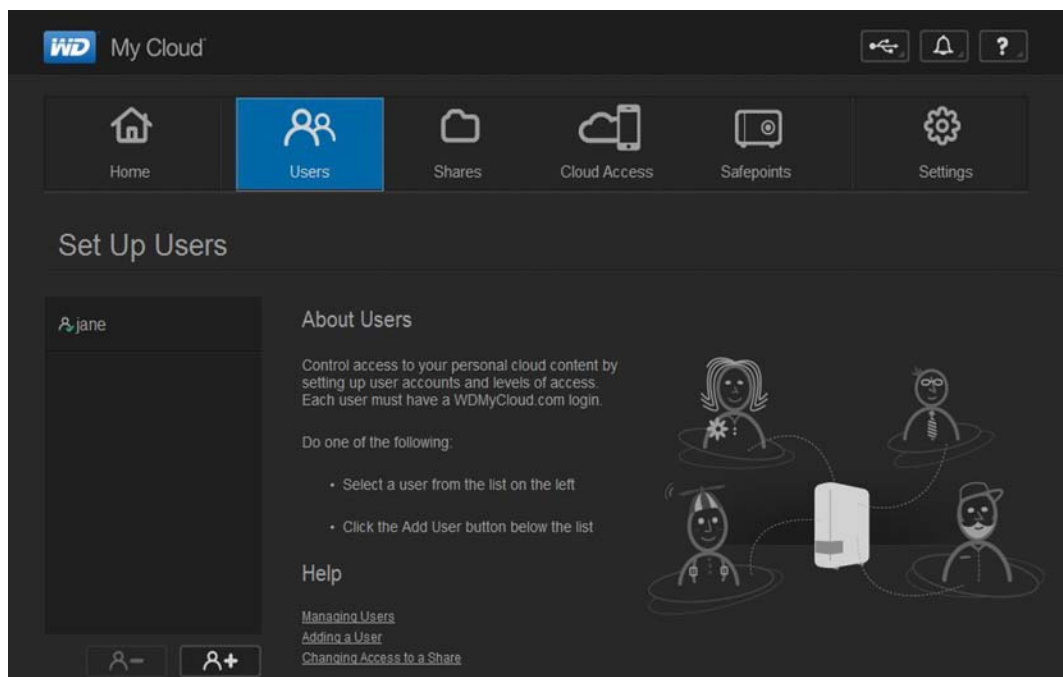 WD My Cloud
?
Home Users Shares Cloud Access Safepoints Settings
Set Up Users
jane
About Users
Control access to your personal cloud content by
setting up user accounts and levels of access.
Each user must have a WDMyCloud.com login.
Do one of the following:
• Select a user from the list on the left
• Click the Add User button below the list
Help
Managing Users
Adding a User
Changing Access to a Share